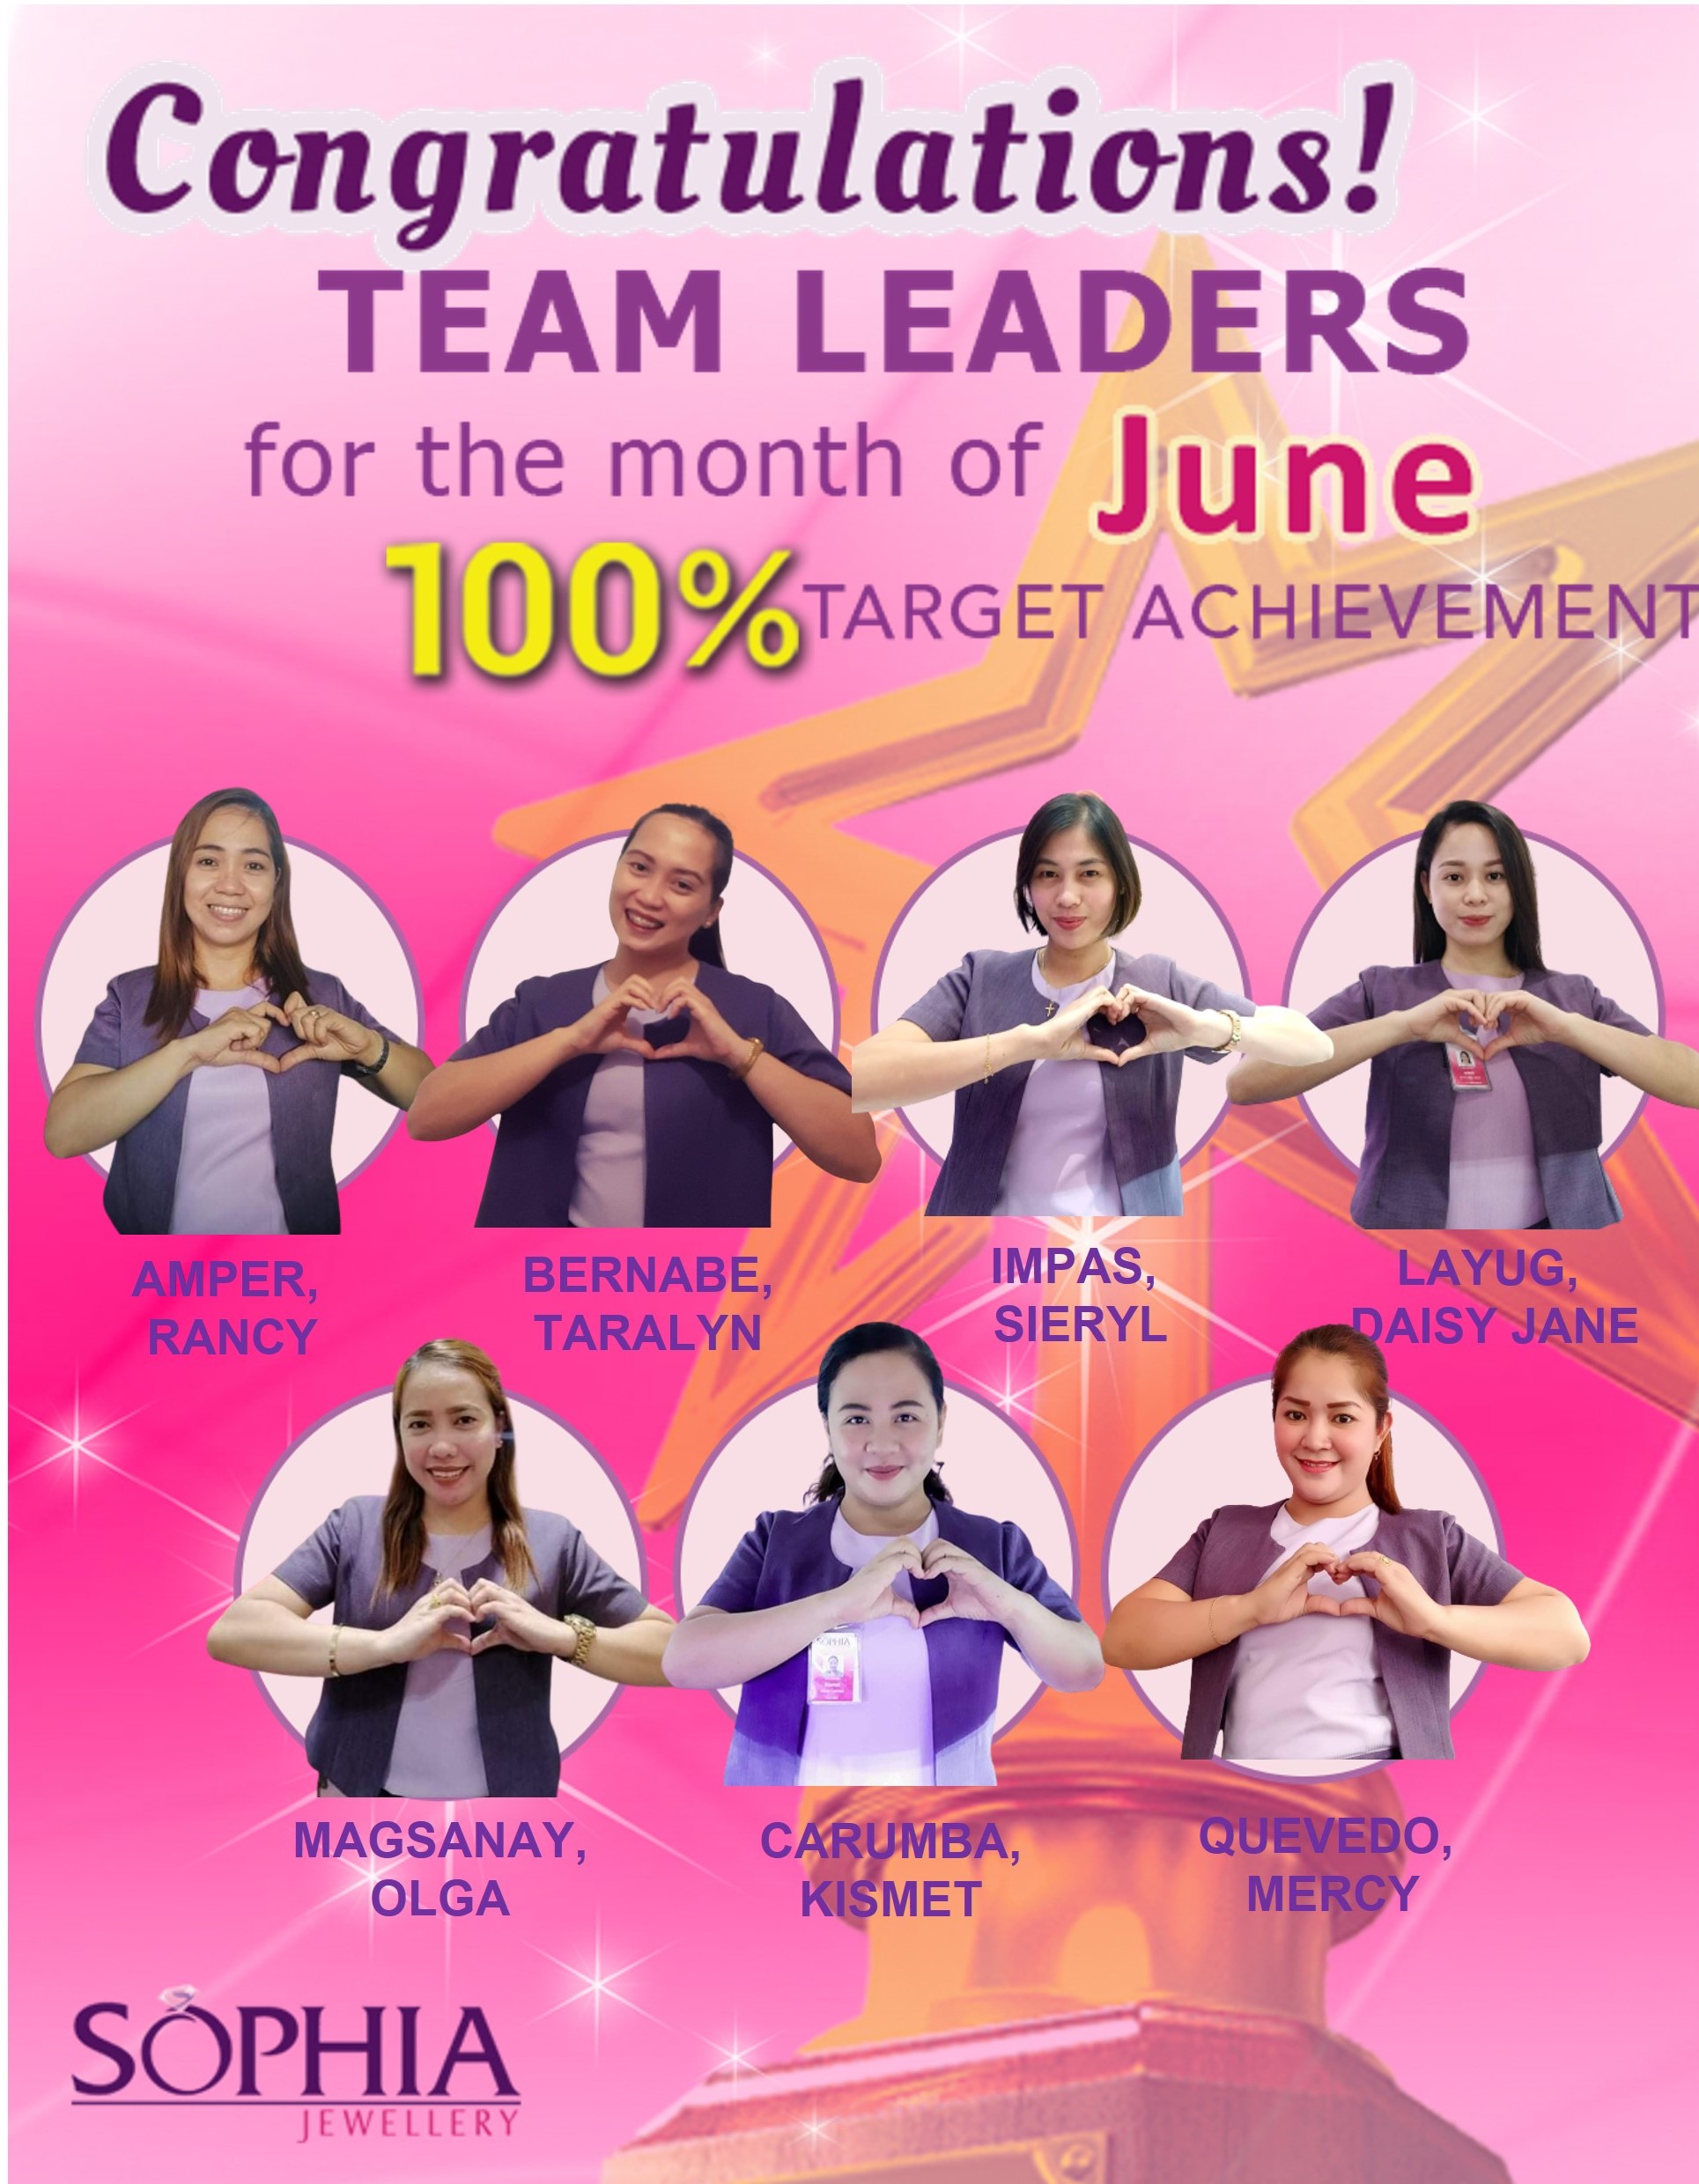 Congratulations!
TEAM LEADERS
for the month of June
100% TARGET ACHIEVEMENT
AMPER,
RANCY
BERNABE,
TARALYN
IMPAS,
SIERYL
LAYUG,
DAISY JANE
SOPHIA
MAGSANAY,
OLGA
CARUMBA,
KISMET
QUEVEDO,
MERCY
SOPHIA
JEWELLERY